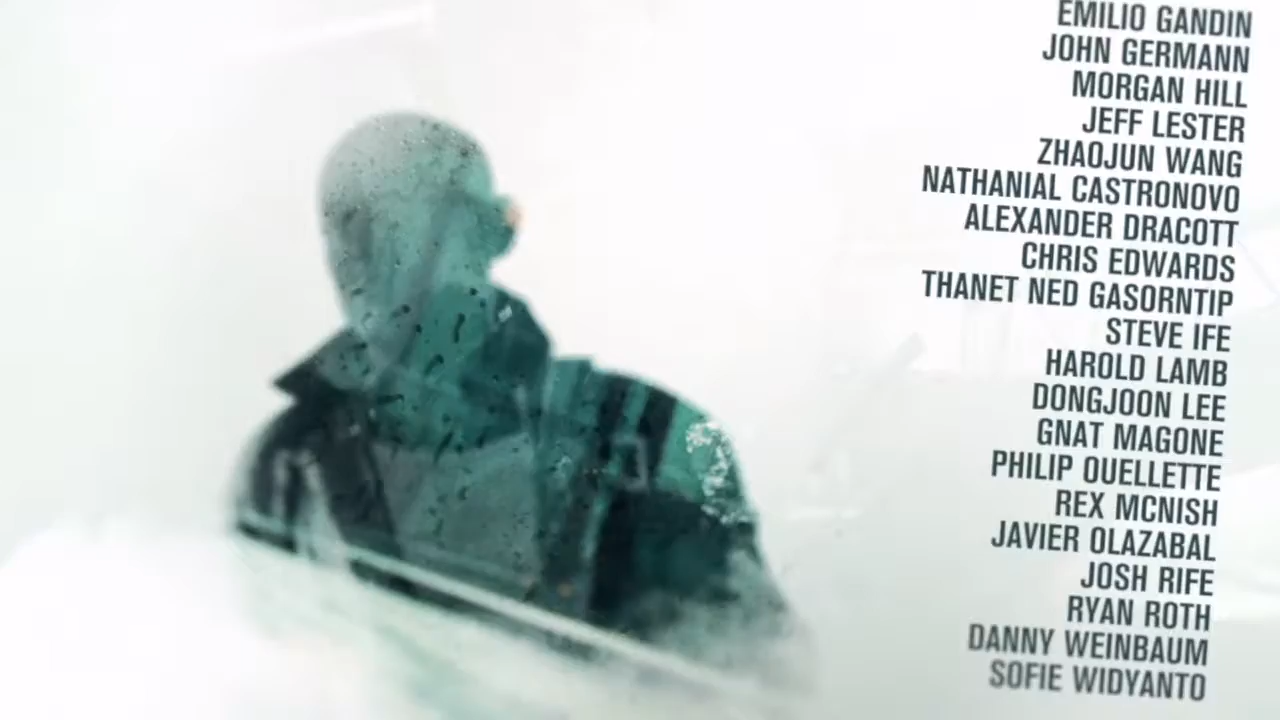 EMILIO GANDIN
JOHN GERMANN
MORGAN HILL
JEFF LESTER
ZHAOJUN WANG
NATHANIAL CASTRONOVO
ALEXANDER DRACOTT
CHRIS EDWARDS
THANET NED GASORNTIP
STEVE IFE
HAROLD LAMB
DONGJOON LEE
GNAT MAGONE
PHILIP OUELLETTE
REX MCNISH
JAVIER OLAZABAL
JOSH RIFE
RYAN ROTH
DANNY WEINBAUM
SOFIE WIDYANTO